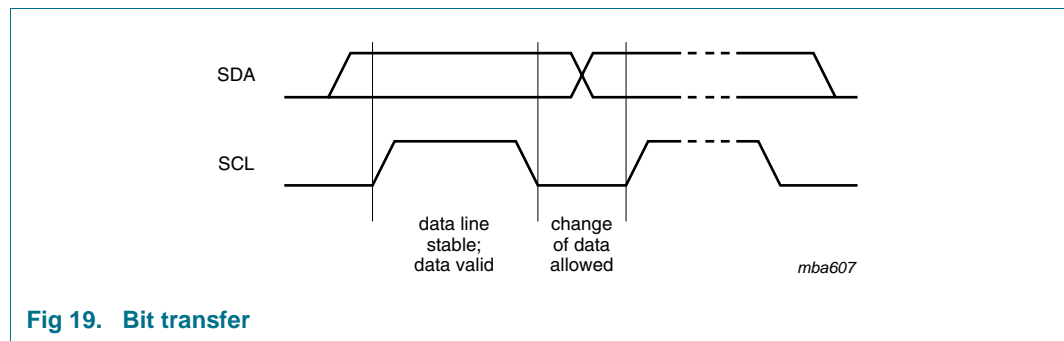 SDA
SCL
data line
stable;
data valid
change
of data
allowed
mba607
Fig 19. Bit transfer